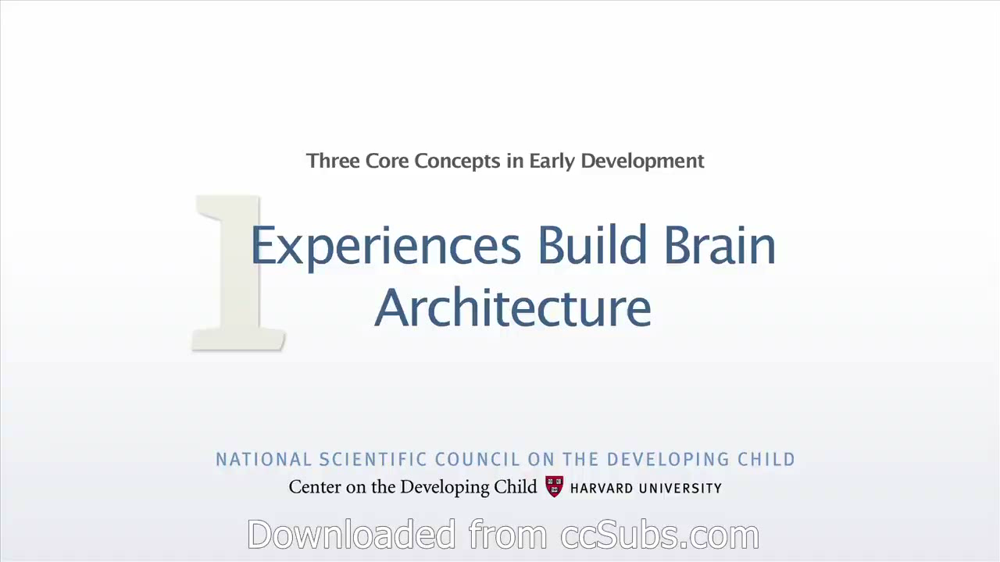 Three Core Concepts in Early Development
1
Experiences Build Brain
Architecture
NATIONAL SCIENTIFIC COUNCIL ON THE DEVELOPING CHILD
Center on the Developing Child HARVARD UNIVERSITY
Downloaded from ccSubs.com